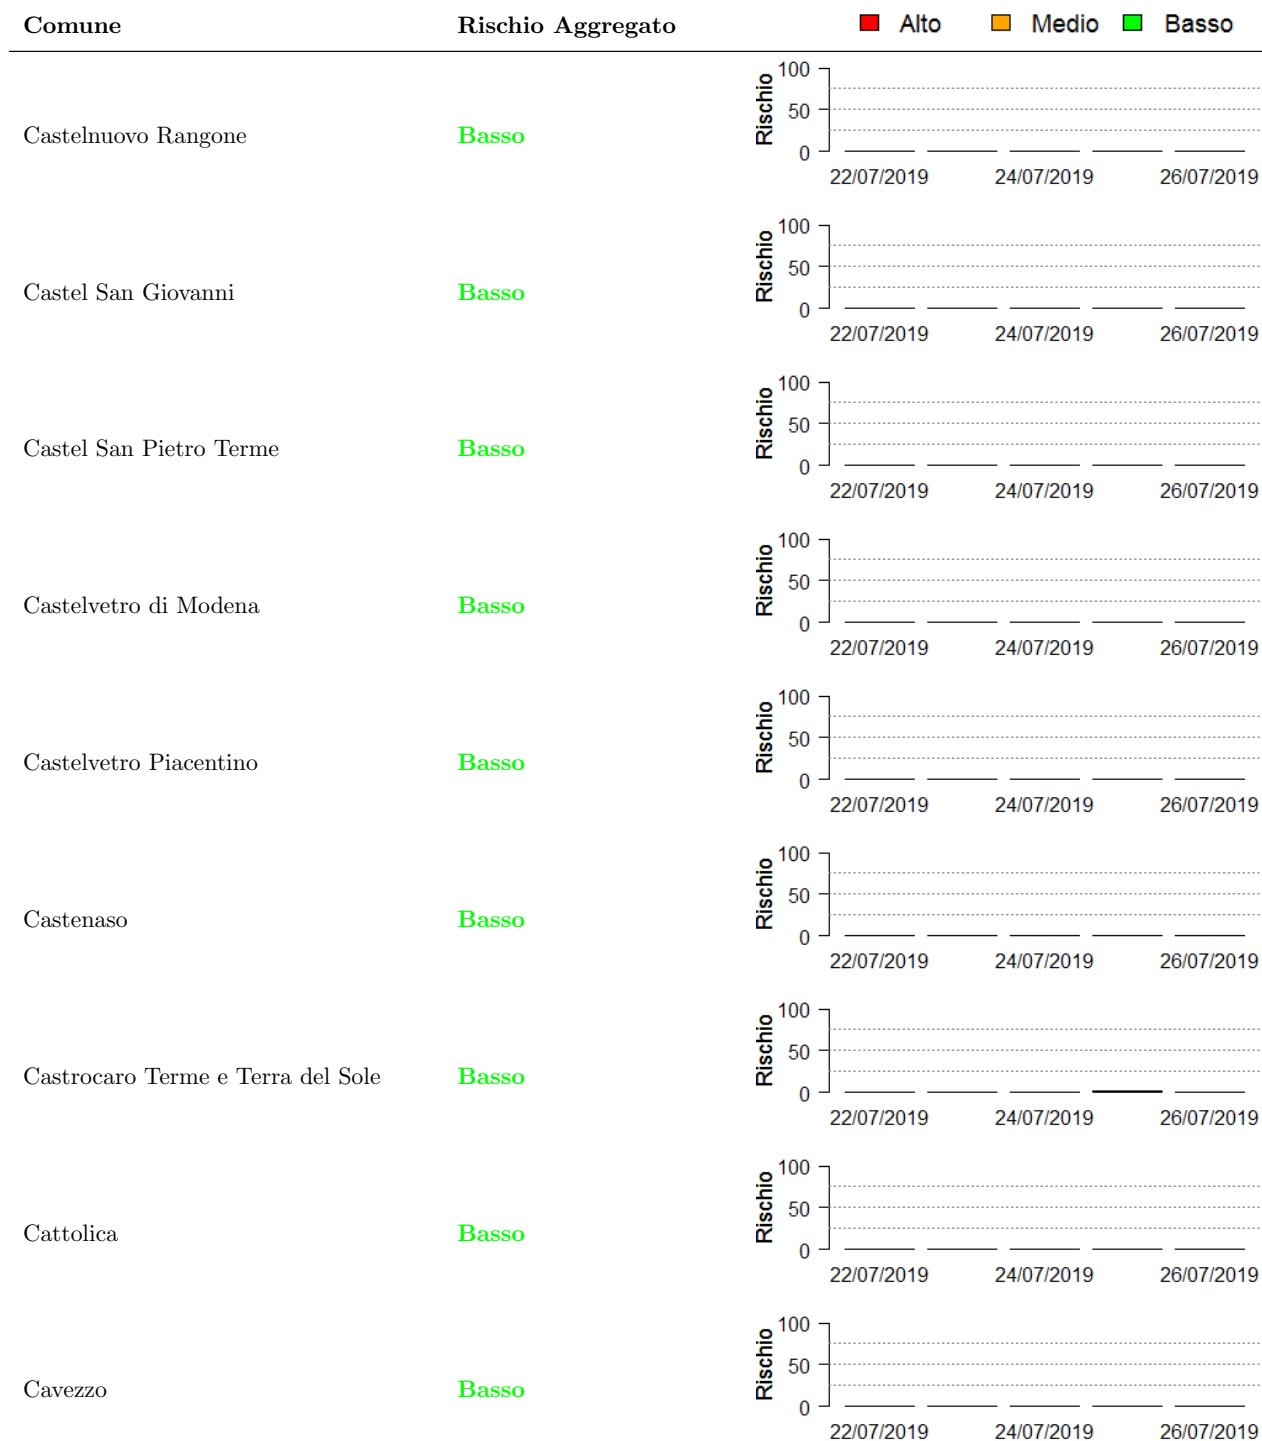 Comune Rischio Aggregato Alto Medio Basso
Castelnuovo Rangone Basso
Rischio
100
50
0
22/07/2019 24/07/2019 26/07/2019
Castel San Giovanni Basso
Rischio
100
50
0
22/07/2019 24/07/2019 26/07/2019
Castel San Pietro Terme Basso
Rischio
100
50
0
22/07/2019 24/07/2019 26/07/2019
Castelvetro di Modena Basso
Rischio
100
50
0
22/07/2019 24/07/2019 26/07/2019
Castelvetro Piacentino Basso
Rischio
100
50
0
22/07/2019 24/07/2019 26/07/2019
Castenaso Basso
Rischio
100
50
0
22/07/2019 24/07/2019 26/07/2019
Castrocaro Terme e Terra del Sole Basso
Rischio
100
50
0
22/07/2019 24/07/2019 26/07/2019
Cattolica Basso
Rischio
100
50
0
22/07/2019 24/07/2019 26/07/2019
Cavezzo Basso
Rischio
100
50
0
22/07/2019 24/07/2019 26/07/2019